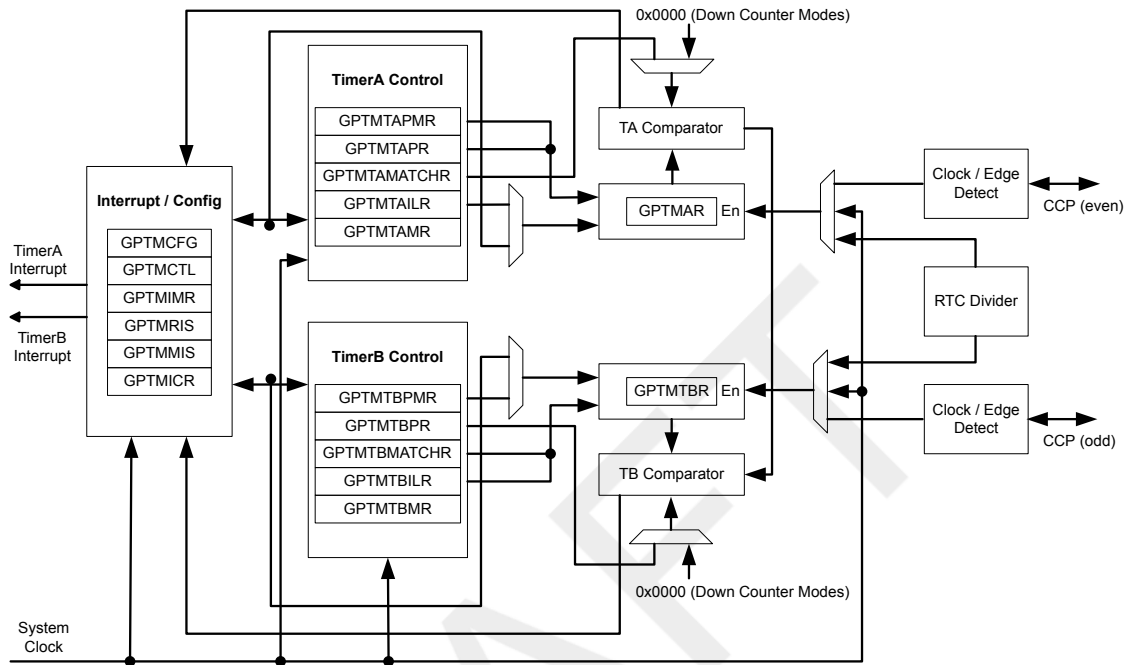 0x0000 (Down Counter Modes)
TimerA Control
GPTMTAPMR
GPTMTAPR
GPTMTAMATCHR
GPTMTAILR
GPTMTAMR
TA Comparator
GPTMAR
En
Clock / Edge
Detect
CCP (even)
Interrupt / Config
GPTMCFG
GPTMCTL
GPTMIMR
GPTMRIS
GPTMMIS
GPTMICR
TimerA
Interrupt
TimerB
Interrupt
RTC Divider
TimerB Control
GPTMTBPMR
GPTMTBPR
GPTMTBMATCHR
GPTMTBILR
GPTMTBMR
GPTMTBR
En
TB Comparator
Clock / Edge
Detect
CCP (odd)
0x0000 (Down Counter Modes)
System
Clock